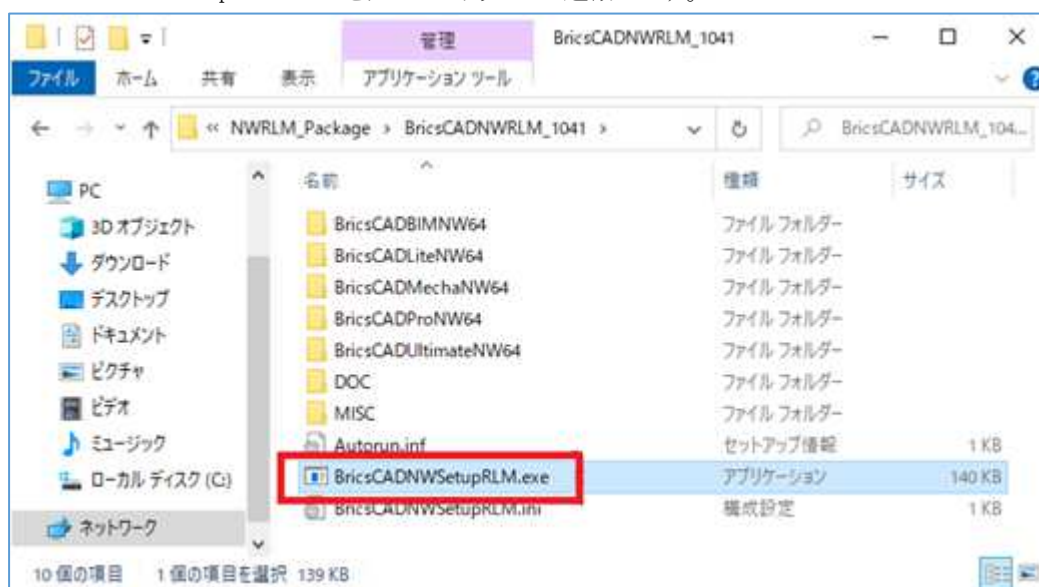 管理 BricsCADNWRLM_1041
ファイル ホーム 共有 表示 アプリケーション ツール
« NWRLM_Package › BricsCADNWRLM_1041 › BricsCADNWRLM_104...
名前 種類 サイズ
PC
3D オブジェクト
ダウンロード
デスクトップ
ドキュメント
ピクチャ
ビデオ
ミュージック
ローカル ディスク (C:)
ネットワーク
BricsCADBIMNW64 ファイル フォルダー
BricsCADLiteNW64 ファイル フォルダー
BricsCADMechaNW64 ファイル フォルダー
BricsCADProNW64 ファイル フォルダー
BricsCADUltimateNW64 ファイル フォルダー
DOC ファイル フォルダー
MISC ファイル フォルダー
Autorun.inf セットアップ情報 1 KB
BricsCADNWSetupRLM.exe アプリケーション 140 KB
BricsCADNWSetupRLM.ini 構成設定 1 KB
10 個の項目 1 個の項目を選択 139 KB